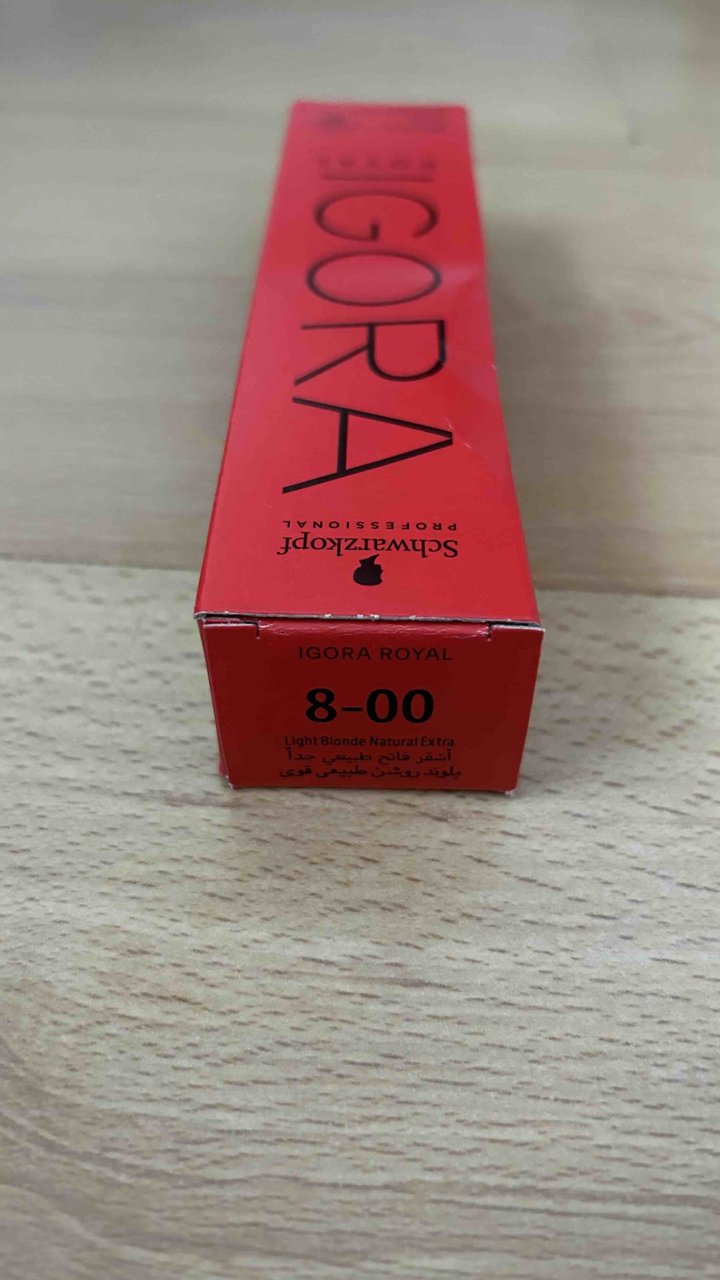 ROYAL
IGORA
PROFESSIONAL
Schwarzkopf
IGORA ROYAL
8-00
Light Blonde Natural Extra
أشقر فاتح طبيعي جداً
بلوند روشن طبیعی قوی